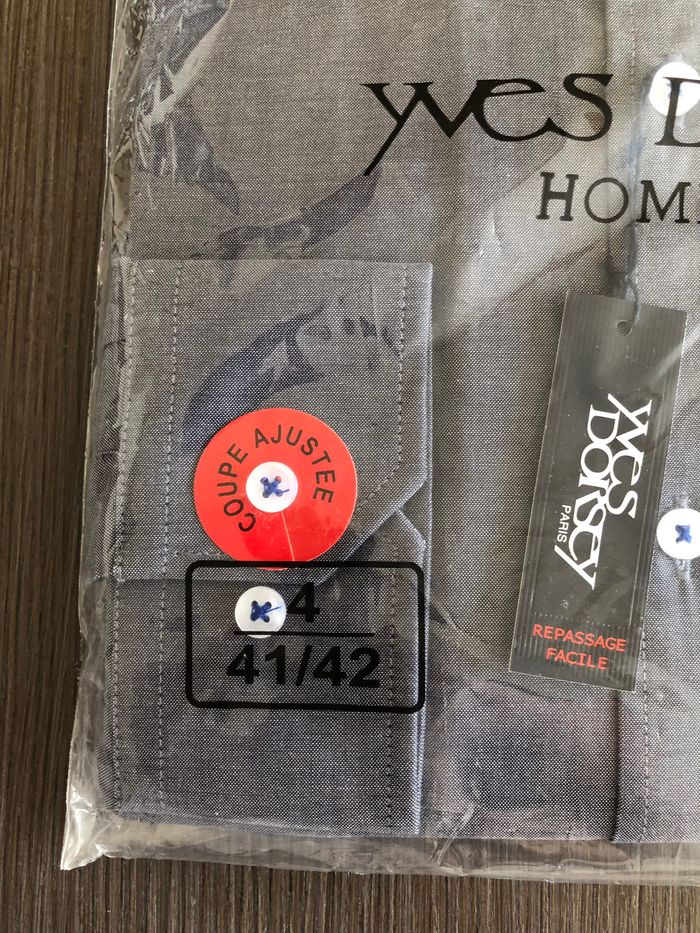 yves D
HOM
COUPE AJUSTEE
4
41/42
yves
Dorsey
PARIS
REPASSAGE
FACILE